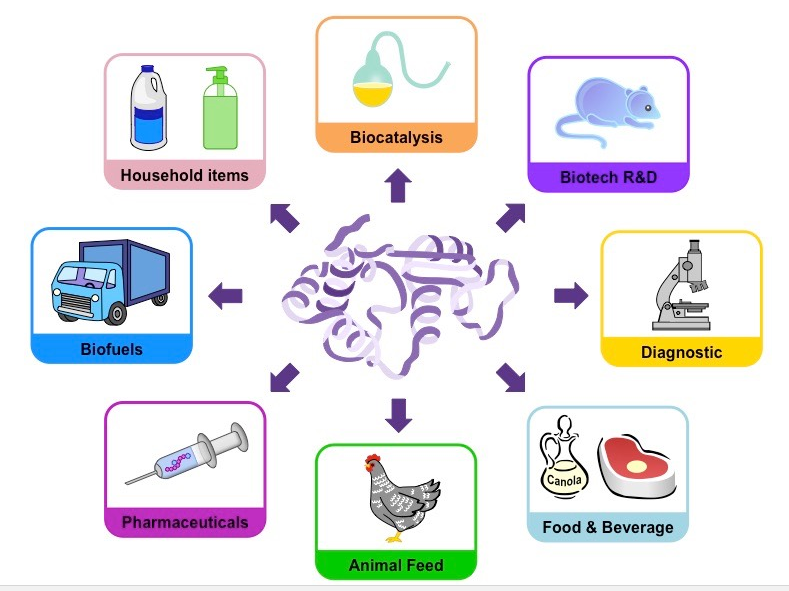 Biocatalysis
Household items
Biotech R&D
Biofuels
Diagnostic
Pharmaceuticals
Canola
Food & Beverage
Animal Feed